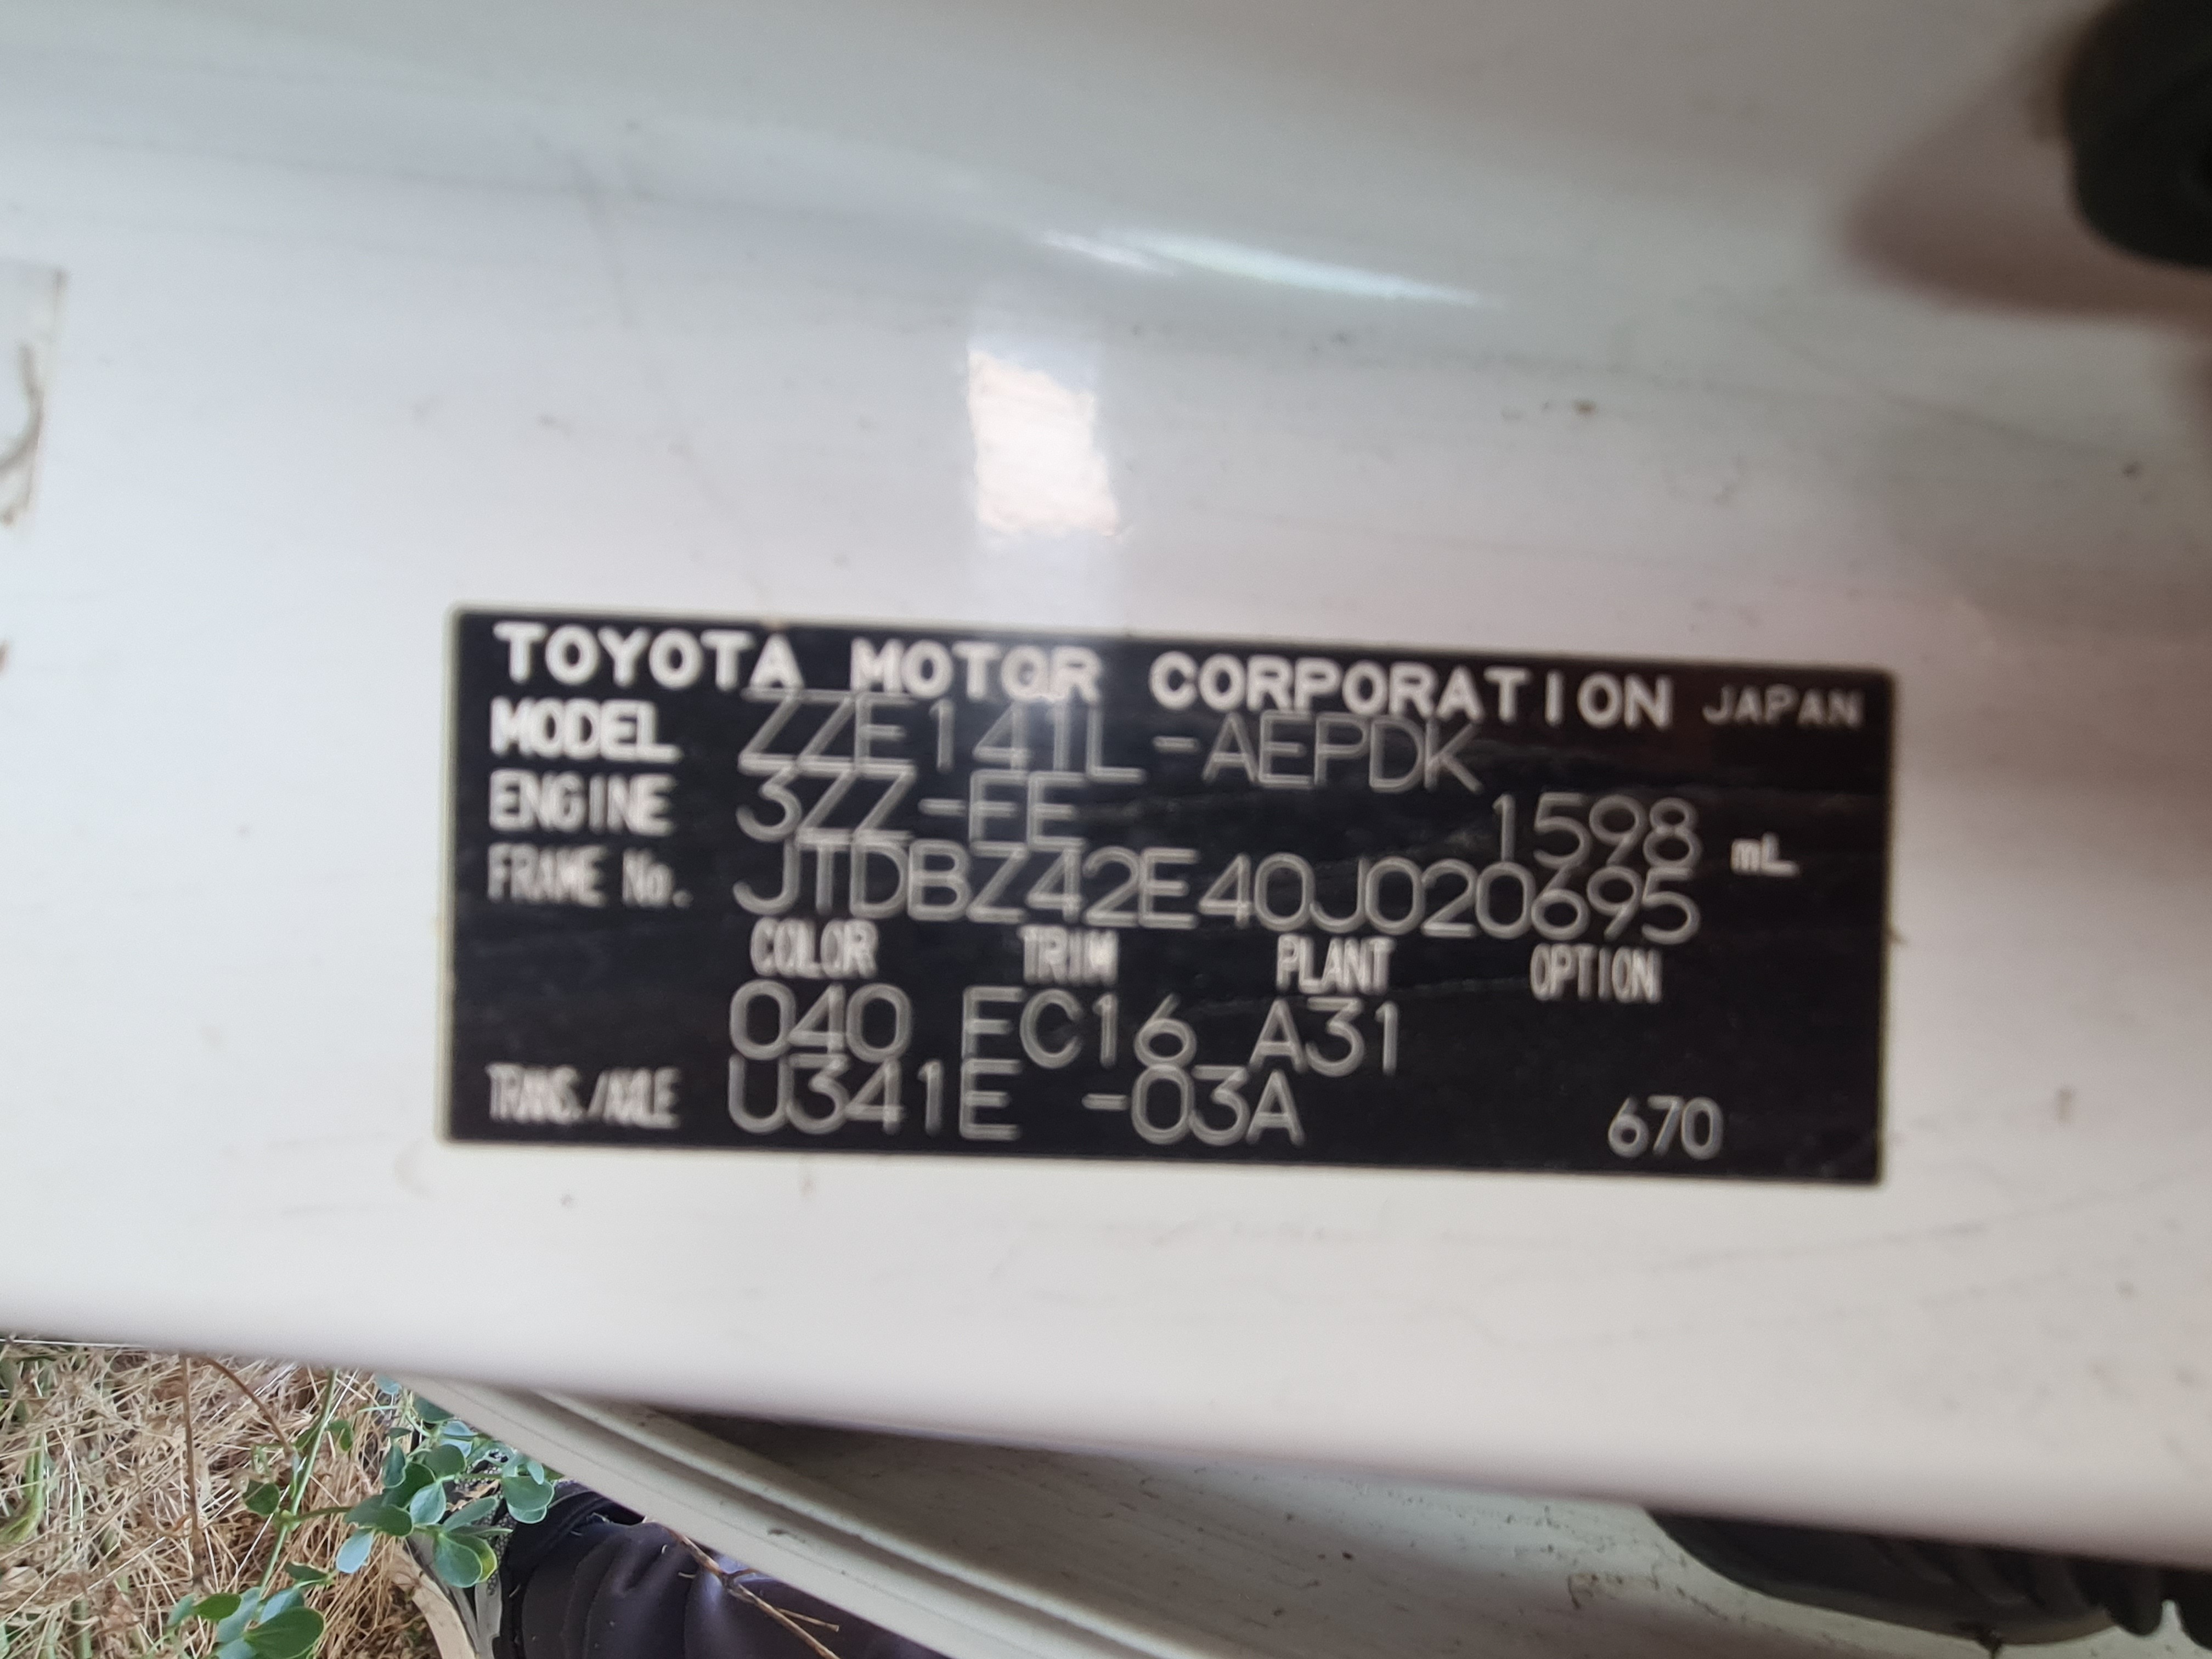 TOYOTA MOTOR CORPORATION JAPAN
MODEL ZZE141L-AEPDK
ENGINE 3ZZ-FE 1598 mL
FRAME No. JTDBZ42E40J020695
COLOR TRIM PLANT OPTION
040 FC16 A31
TRANS./AXLE U341E -03A 670